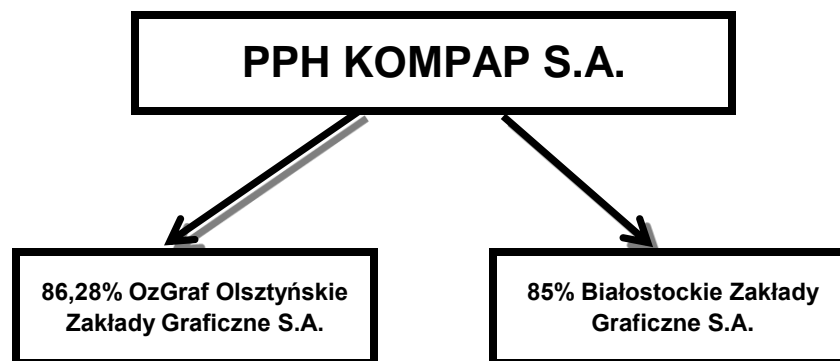 PPH KOMPAP S.A.
86,28% OzGraf Olsztyńskie
Zakłady Graficzne S.A.
85% Białostockie Zakłady
Graficzne S.A.